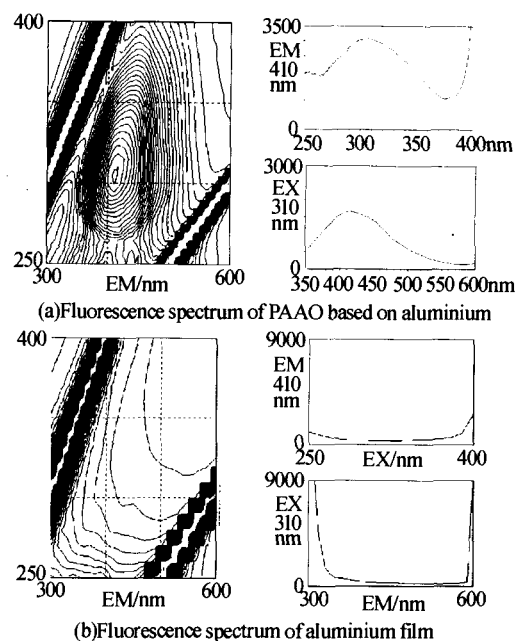 400
250
300
EM/nm
600
3500
EM
410
nm
0
250
300
350
400nm
3000
EX
310
nm
0
350 400 450 500 550 600nm
(a)Fluorescence spectrum of PAAO based on aluminium
400
250
300
EM/nm
600
9000
EM
410
nm
0
250
EX/nm
400
9000
EX
310
nm
0
300
EM/nm
600
(b)Fluorescence spectrum of aluminium film